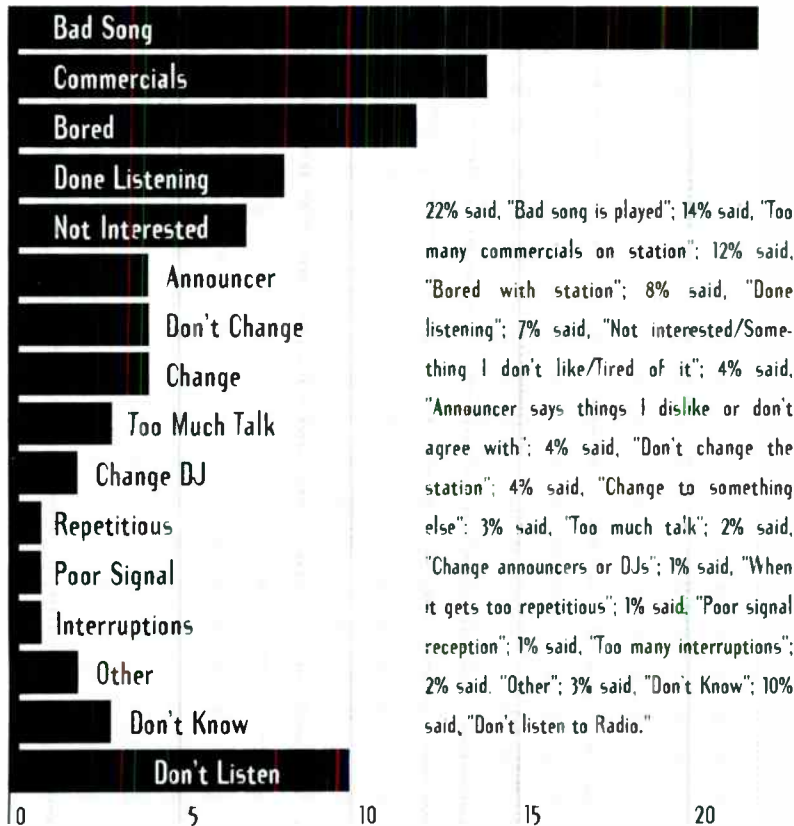 Bad Song
Commercials
Bored
Done Listening
Not Interested
Announcer
Don't Change
Change
Too Much Talk
Change DJ
Repetitious
Poor Signal
Interruptions
Other
Don't Know
Don't Listen
0 5 10 15 20
22% said, "Bad song is played"; 14% said, "Too
many commercials on station"; 12% said,
"Bored with station"; 8% said, "Done
listening"; 7% said, "Not interested/Some-
thing I don't like/Tired of it"; 4% said,
"Announcer says things I dislike or don't
agree with"; 4% said, "Don't change the
station"; 4% said, "Change to something
else": 3% said, "Too much talk"; 2% said,
"Change announcers or DJs"; 1% said, "When
it gets too repetitious"; 1% said, "Poor signal
reception"; 1% said, "Too many interruptions";
2% said. "Other"; 3% said, "Don't Know"; 10%
said, "Don't listen to Radio."